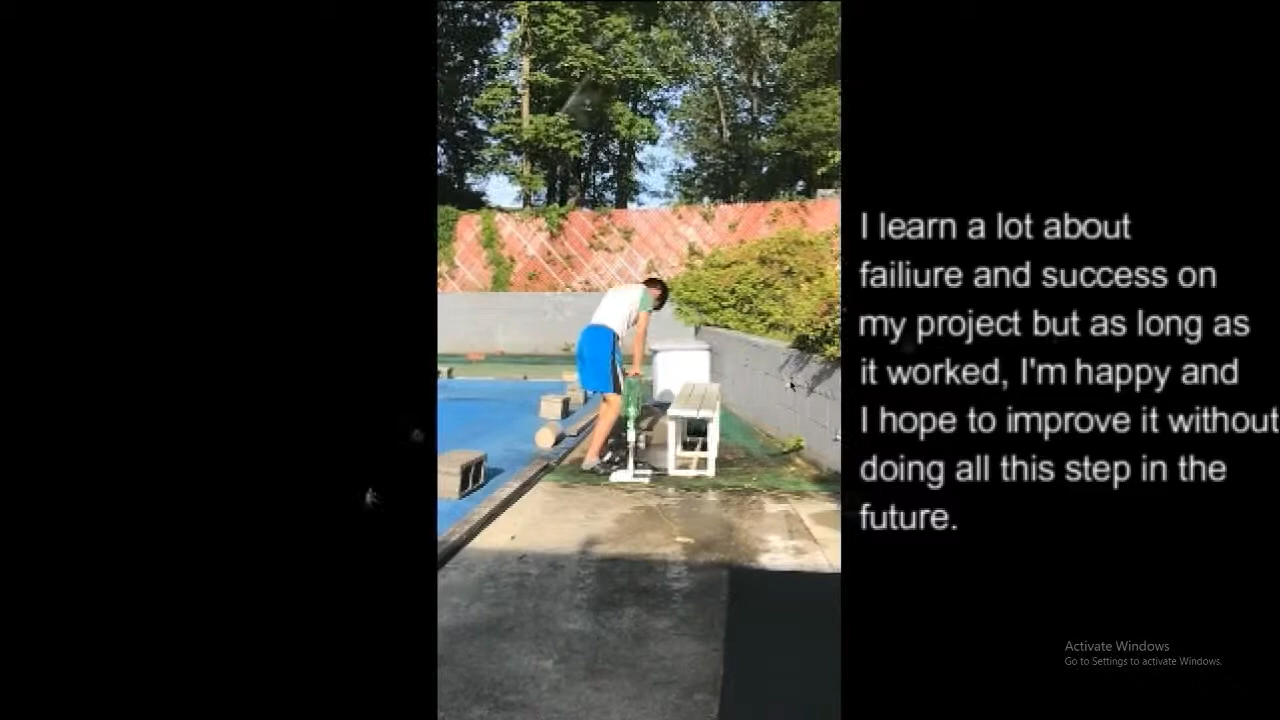 I learn a lot about
failiure and success on
my project but as long as
it worked, I'm happy and
I hope to improve it without
doing all this step in the
future.
Activate Windows
Go to Settings to activate Windows.